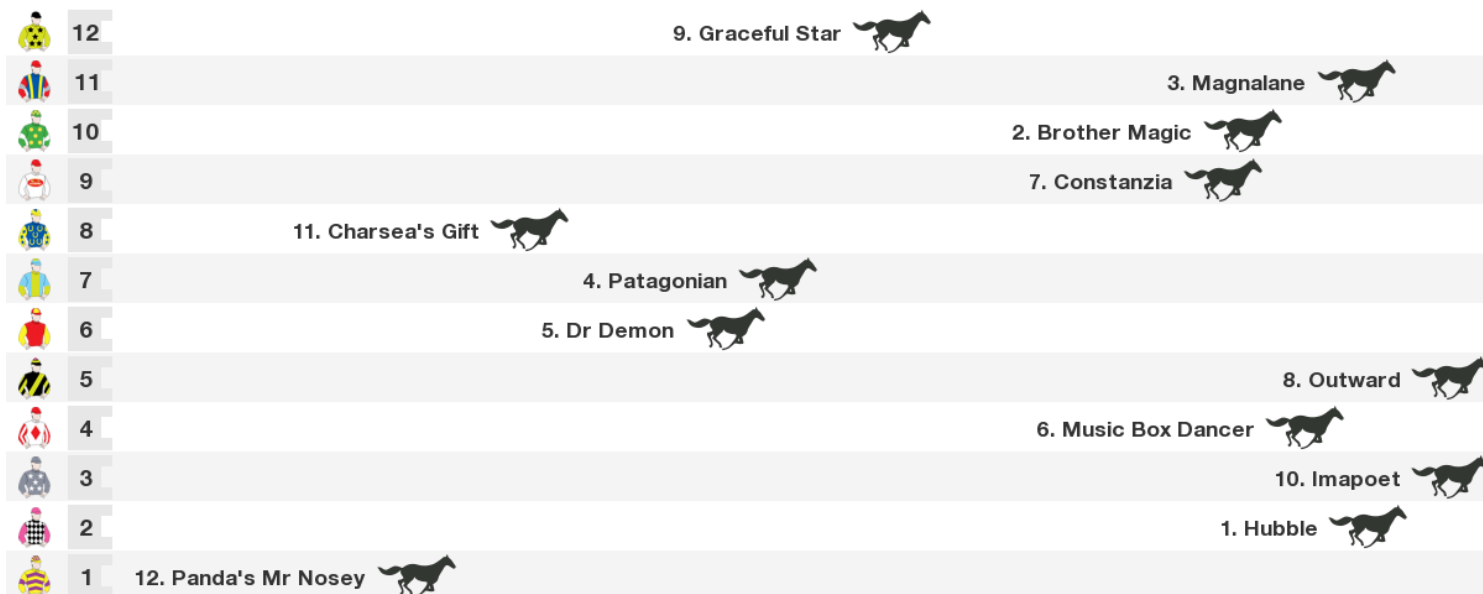 12 9. Graceful Star
11 3. Magnalane
10 2. Brother Magic
9 7. Constanzia
8 11. Charsea's Gift
7 4. Patagonian
6 5. Dr Demon
5 8. Outward
4 6. Music Box Dancer
3 10. Imapoet
2 1. Hubble
1 12. Panda's Mr Nosey